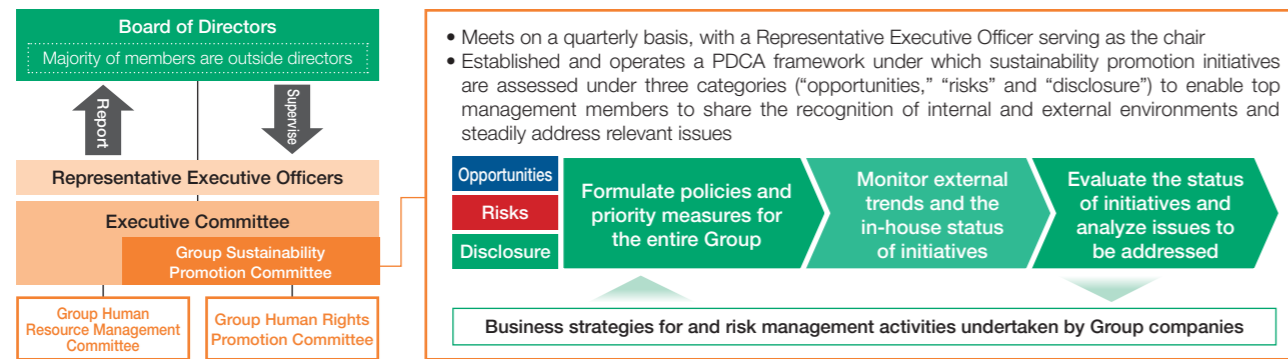 Board of Directors
Majority of members are outside directors
Report
Supervise
Representative Executive Officers
Executive Committee
Group Sustainability
Promotion Committee
Group Human
Resource Management
Committee
Group Human Rights
Promotion Committee
• Meets on a quarterly basis, with a Representative Executive Officer serving as the chair
• Established and operates a PDCA framework under which sustainability promotion initiatives
are assessed under three categories (“opportunities,” “risks” and “disclosure”) to enable top
management members to share the recognition of internal and external environments and
steadily address relevant issues
Opportunities
Risks
Disclosure
Formulate policies and
priority measures for
the entire Group
Monitor external
trends and the
in-house status
of initiatives
Evaluate the status
of initiatives and
analyze issues to
be addressed
Business strategies for and risk management activities undertaken by Group companies